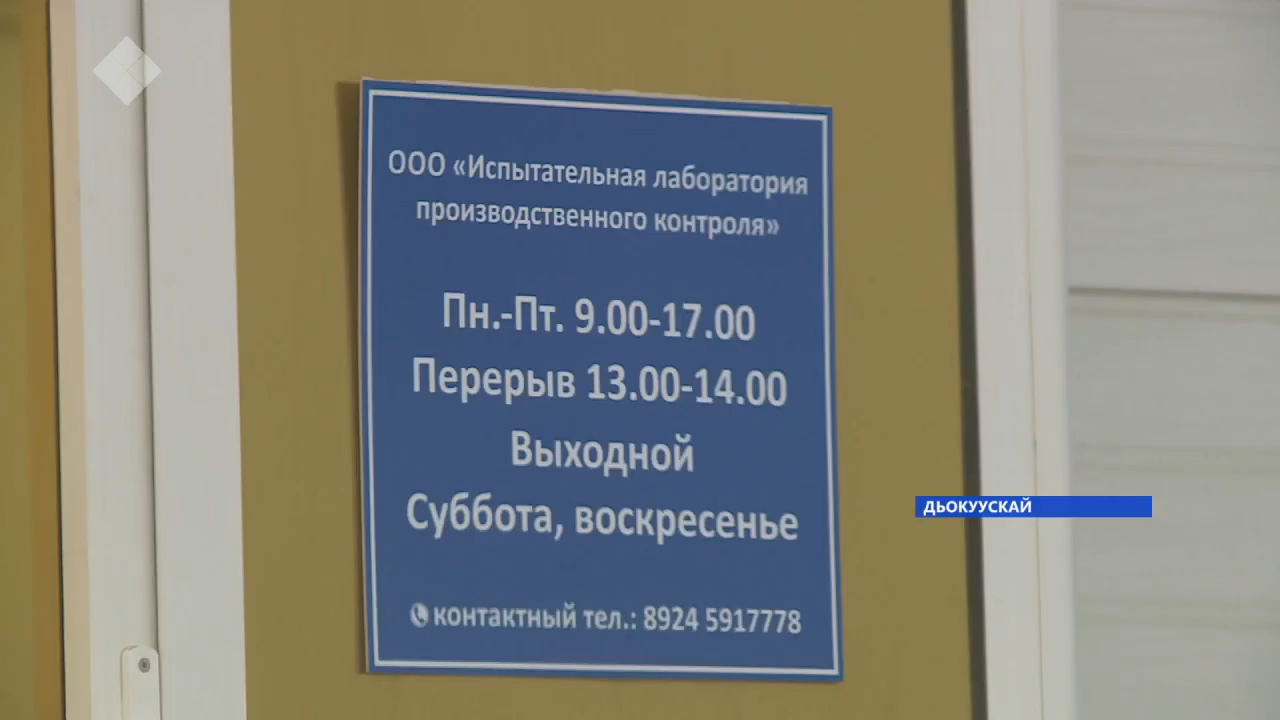 ООО «Испытательная лаборатория
производственного контроля»
Пн.-Пт. 9.00-17.00
Перерыв 13.00-14.00
Выходной
Суббота, воскресенье
контактный тел.: 8924 5917778
ДЬОКУУСКАЙ